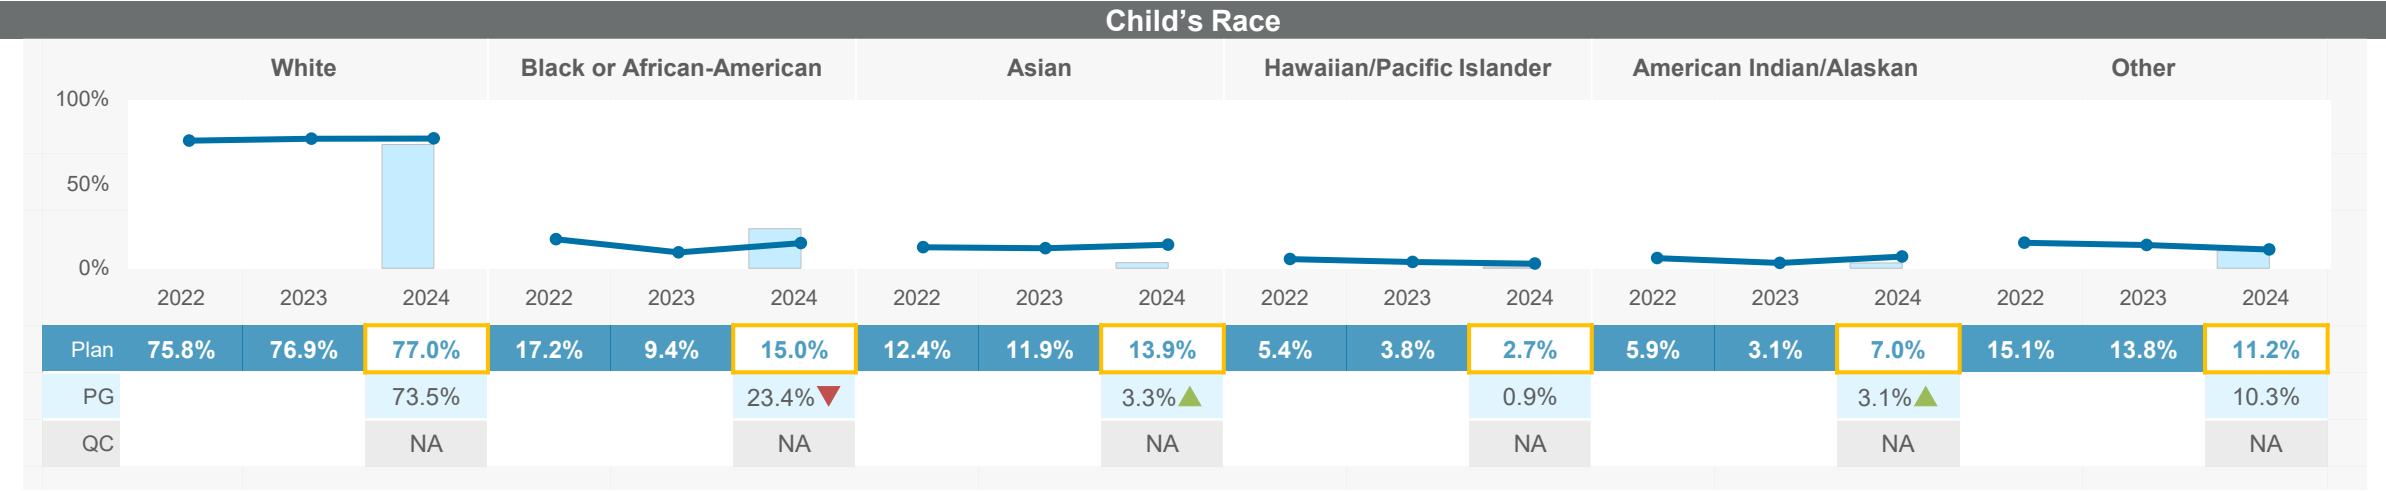 Child's Race
White Black or African-American Asian Hawaiian/Pacific Islander American Indian/Alaskan Other
100%
50%
0%
2022 2023 2024 2022 2023 2024 2022 2023 2024 2022 2023 2024 2022 2023 2024 2022 2023 2024
Plan 75.8% 76.9% 77.0% 17.2% 9.4% 15.0% 12.4% 11.9% 13.9% 5.4% 3.8% 2.7% 5.9% 3.1% 7.0% 15.1% 13.8% 11.2%
PG 73.5% 23.4%▼ 3.3%▲ 0.9% 3.1%▲ 10.3%
QC NA NA NA NA NA NA